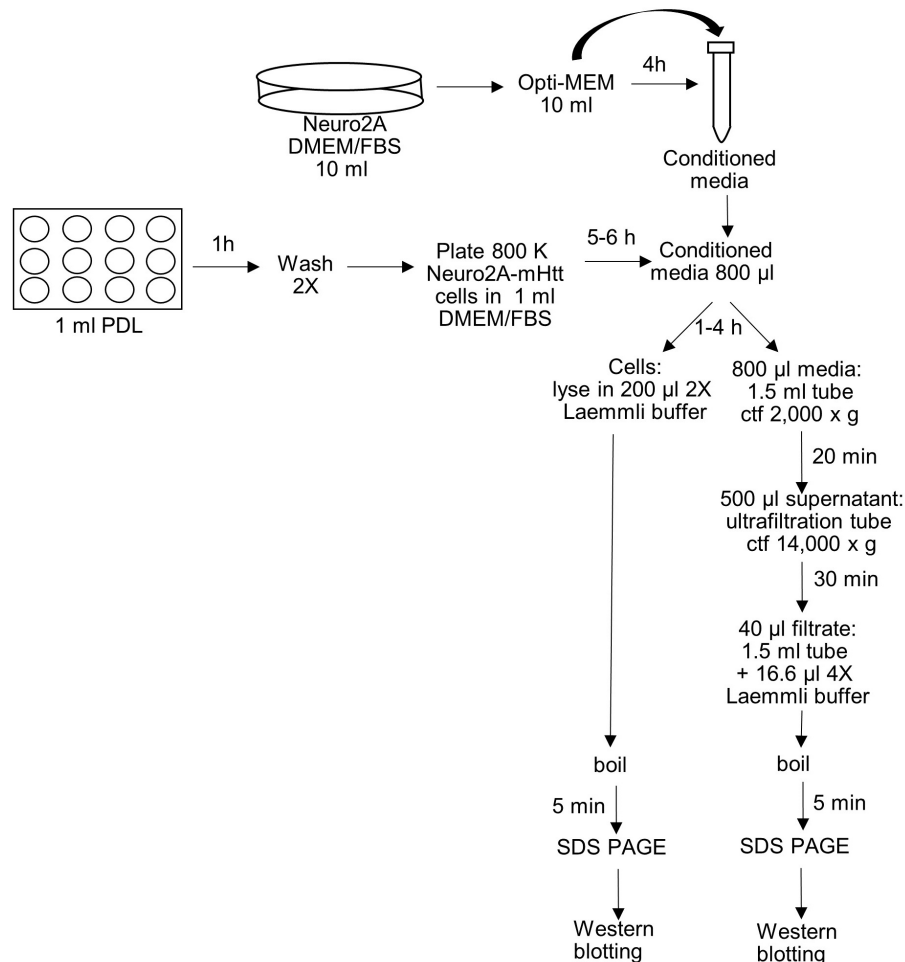 Neuro2A
DMEM/FBS
10 ml
Opti-MEM
10 ml
4h
Conditioned
media
1 ml PDL
1h
Wash
2X
Plate 800 K
Neuro2A-mHtt
cells in 1 ml
DMEM/FBS
5-6 h
Conditioned
media 800 µl
1-4 h
Cells:
lyse in 200 µl 2X
Laemmli buffer
boil
5 min
SDS PAGE
Western
blotting
800 µl media:
1.5 ml tube
ctf 2,000 x g
20 min
500 µl supernatant:
ultrafiltration tube
ctf 14,000 x g
30 min
40 µl filtrate:
1.5 ml tube
+ 16.6 µl 4X
Laemmli buffer
boil
5 min
SDS PAGE
Western
blotting